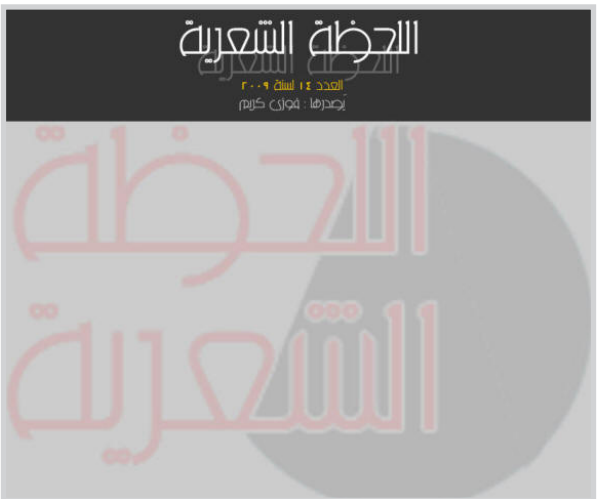 اللحظة الشعرية
العدد ١٤ لسنة ٢٠٠٩
يصدرها : فوزي كريم
اللحظة
الشعرية